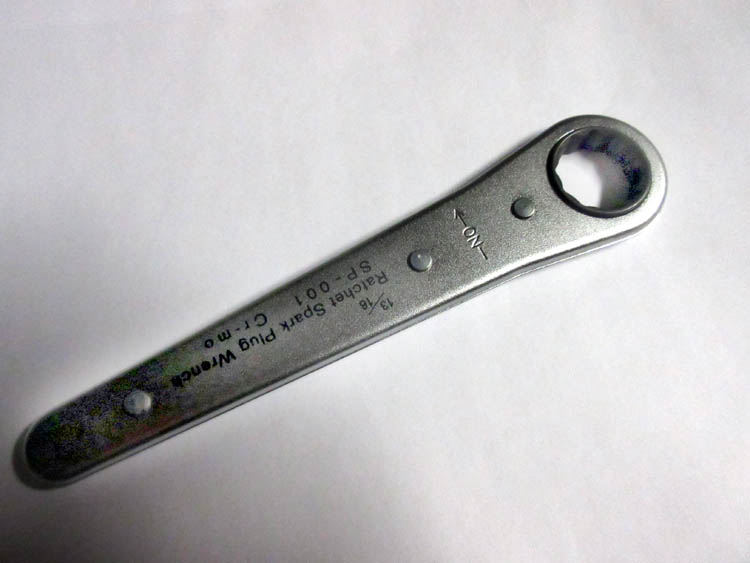 ON
13/16
Ratchet Spark Plug Wrench
SP-001 Cr-mo